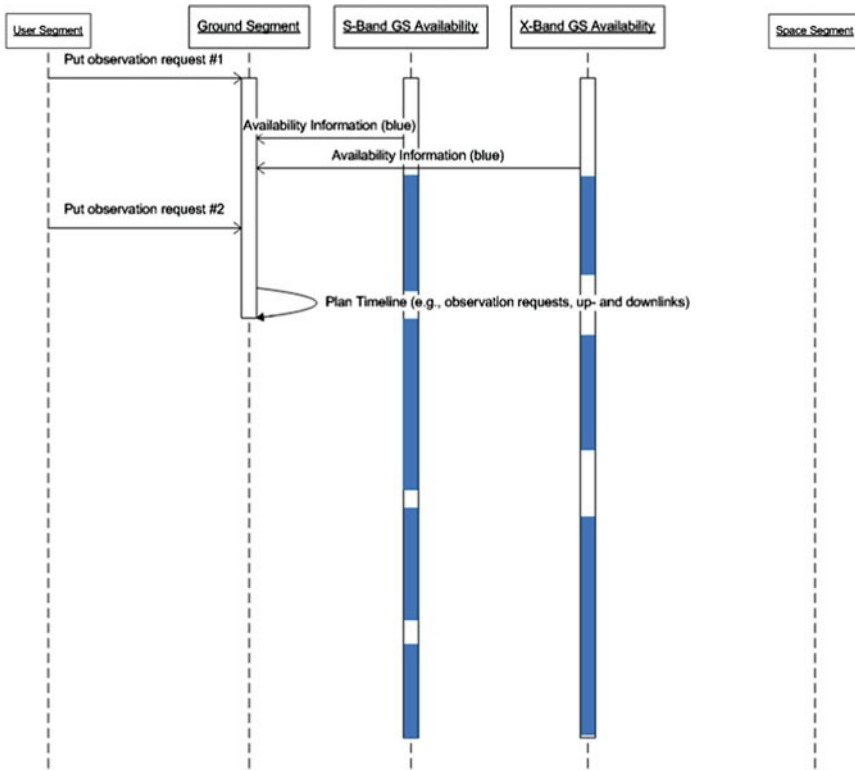 User Segment
Ground Segment
S-Band GS Availability
X-Band GS Availability
Space Segment
Put observation request #1
Availability Information (blue)
Availability Information (blue)
Put observation request #2
Plan Timeline (e.g., observation requests, up- and downlinks)